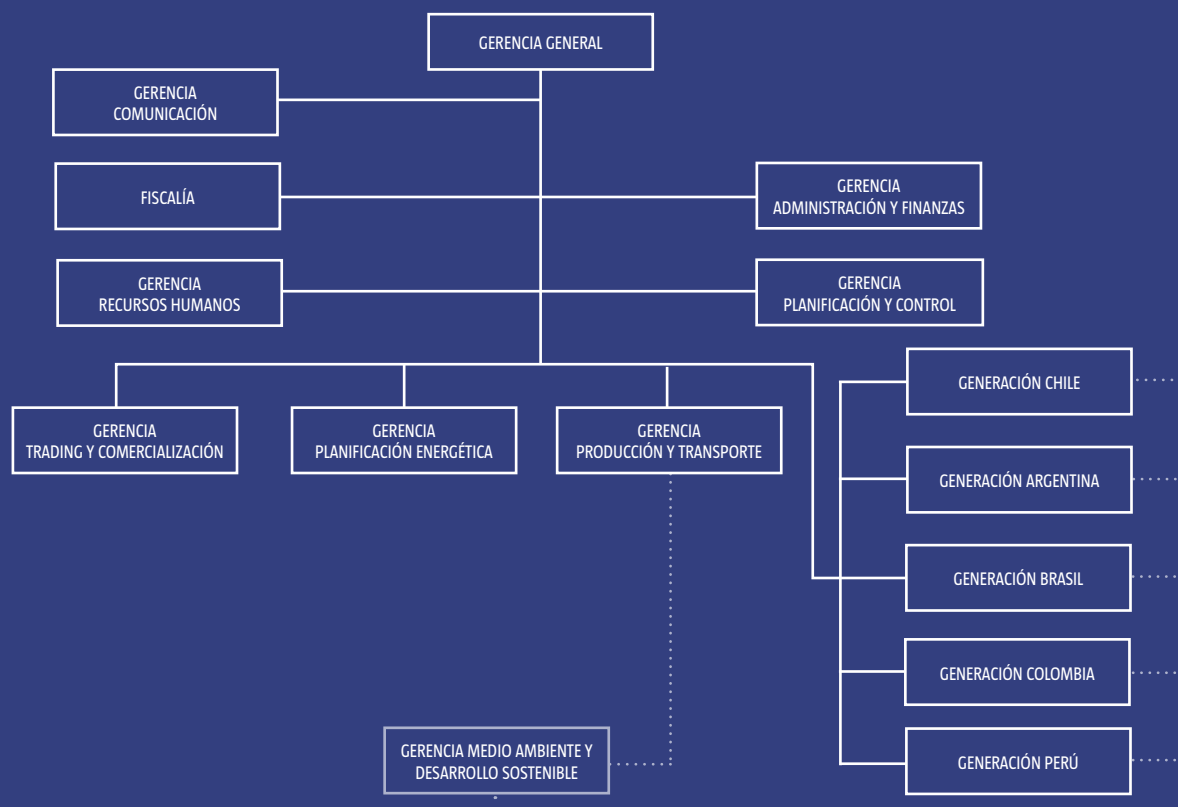 GERENCIA GENERAL
GERENCIA
COMUNICACIÓN
FISCALÍA
GERENCIA
ADMINISTRACIÓN Y FINANZAS
GERENCIA
RECURSOS HUMANOS
GERENCIA
PLANIFICACIÓN Y CONTROL
GERENCIA
TRADING Y COMERCIALIZACIÓN
GERENCIA
PLANIFICACIÓN ENERGÉTICA
GERENCIA
PRODUCCIÓN Y TRANSPORTE
GENERACIÓN CHILE
GENERACIÓN ARGENTINA
GENERACIÓN BRASIL
GENERACIÓN COLOMBIA
GENERACIÓN PERÚ
GERENCIA MEDIO AMBIENTE Y
DESARROLLO SOSTENIBLE